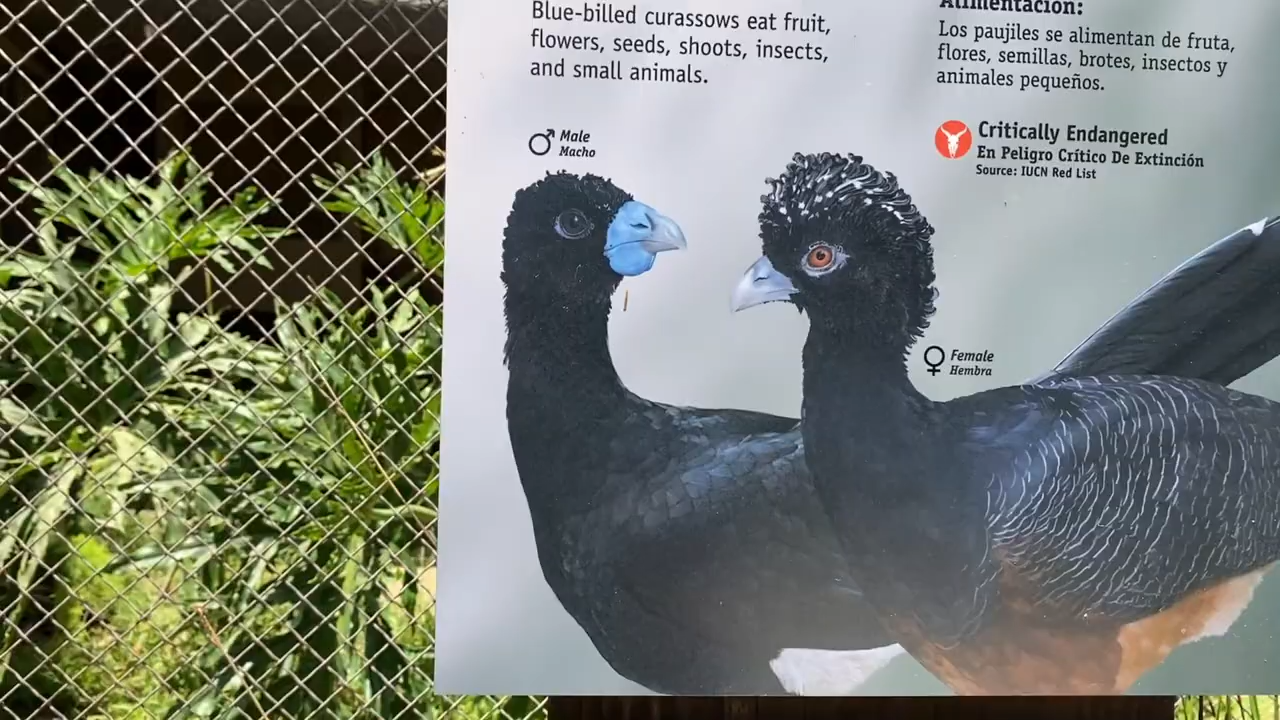 Blue-billed curassows eat fruit,
flowers, seeds, shoots, insects,
and small animals.
Alimentación:
Los paujiles se alimentan de fruta,
flores, semillas, brotes, insectos y
animales pequeños.
Male
Macho
Critically Endangered
En Peligro Crítico De Extinción
Source: IUCN Red List
Female
Hembra